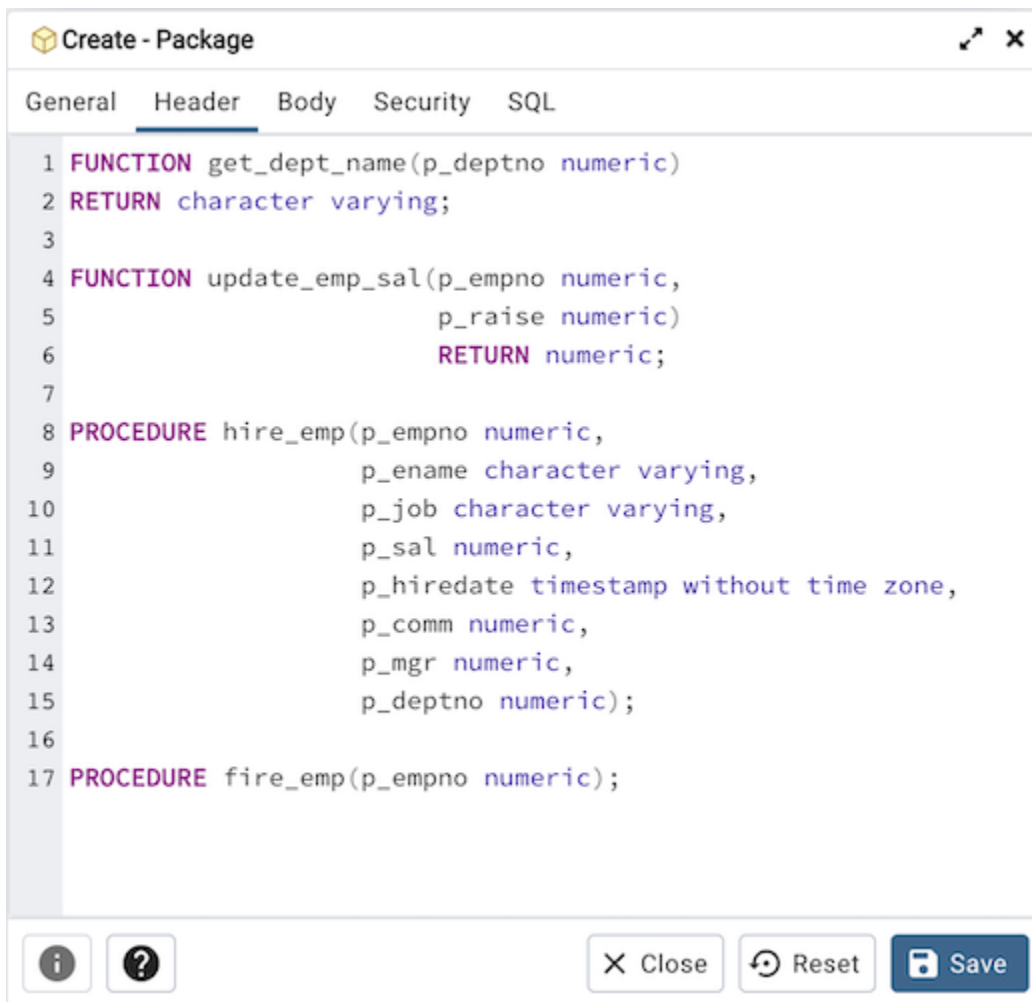 Create - Package
General Header Body Security SQL
1 FUNCTION get_dept_name(p_deptno numeric)
2 RETURN character varying;
3
4 FUNCTION update_emp_sal(p_empno numeric,
5                         p_raise numeric)
6                         RETURN numeric;
7
8 PROCEDURE hire_emp(p_empno numeric,
9                    p_ename character varying,
10                   p_job character varying,
11                   p_sal numeric,
12                   p_hiredate timestamp without time zone,
13                   p_comm numeric,
14                   p_mgr numeric,
15                   p_deptno numeric);
16
17 PROCEDURE fire_emp(p_empno numeric);
Close Reset Save